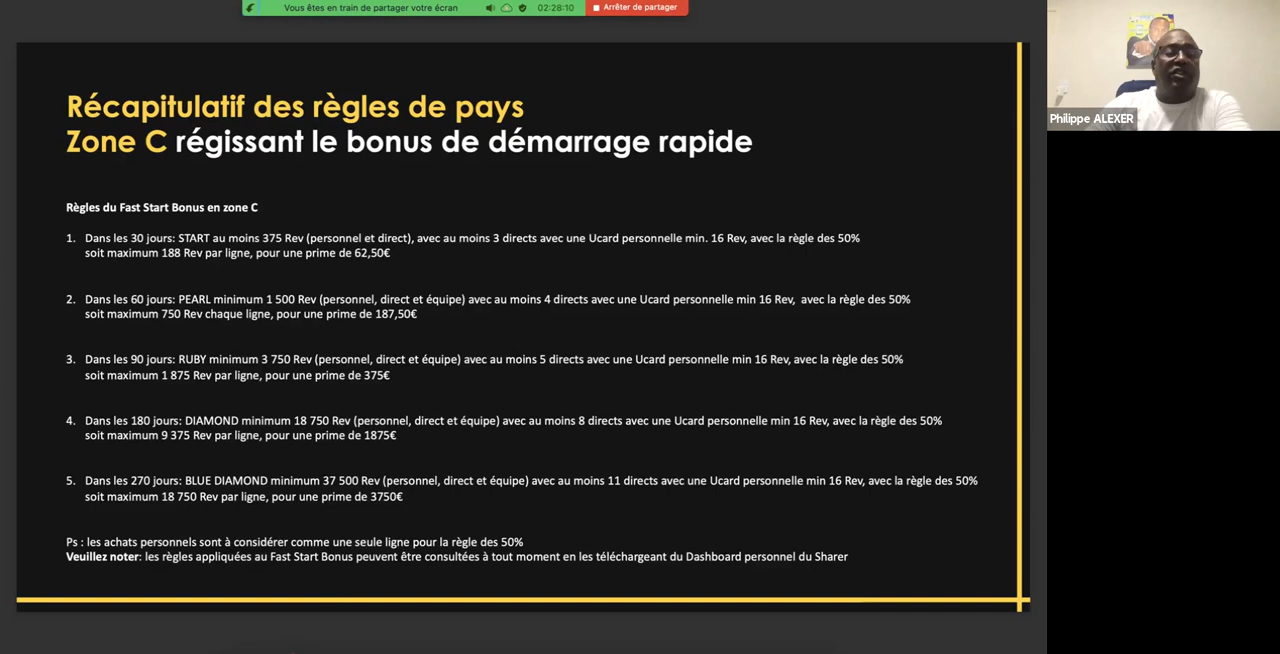 Vous êtes en train de partager votre écran
02:28:10
Arrêter de partager
Philippe ALEXER
Récapitulatif des règles de pays
Zone C régissant le bonus de démarrage rapide
Règles du Fast Start Bonus en zone C
1. Dans les 30 jours: START au moins 375 Rev (personnel et direct), avec au moins 3 directs avec une Ucard personnelle min. 16 Rev, avec la règle des 50%
soit maximum 188 Rev par ligne, pour une prime de 62,50€
2. Dans les 60 jours: PEARL minimum 1 500 Rev (personnel, direct et équipe) avec au moins 4 directs avec une Ucard personnelle min 16 Rev, avec la règle des 50%
soit maximum 750 Rev chaque ligne, pour une prime de 187,50€
3. Dans les 90 jours: RUBY minimum 3 750 Rev (personnel, direct et équipe) avec au moins 5 directs avec une Ucard personnelle min 16 Rev, avec la règle des 50%
soit maximum 1 875 Rev par ligne, pour une prime de 375€
4. Dans les 180 jours: DIAMOND minimum 18 750 Rev (personnel, direct et équipe) avec au moins 8 directs avec une Ucard personnelle min 16 Rev, avec la règle des 50%
soit maximum 9 375 Rev par ligne, pour une prime de 1875€
5. Dans les 270 jours: BLUE DIAMOND minimum 37 500 Rev (personnel, direct et équipe) avec au moins 11 directs avec une Ucard personnelle min 16 Rev, avec la règle des 50%
soit maximum 18 750 Rev par ligne, pour une prime de 3750€
Ps : les achats personnels sont à considérer comme une seule ligne pour la règle des 50%
Veuillez noter: les règles appliquées au Fast Start Bonus peuvent être consultées à tout moment en les téléchargeant du Dashboard personnel du Sharer